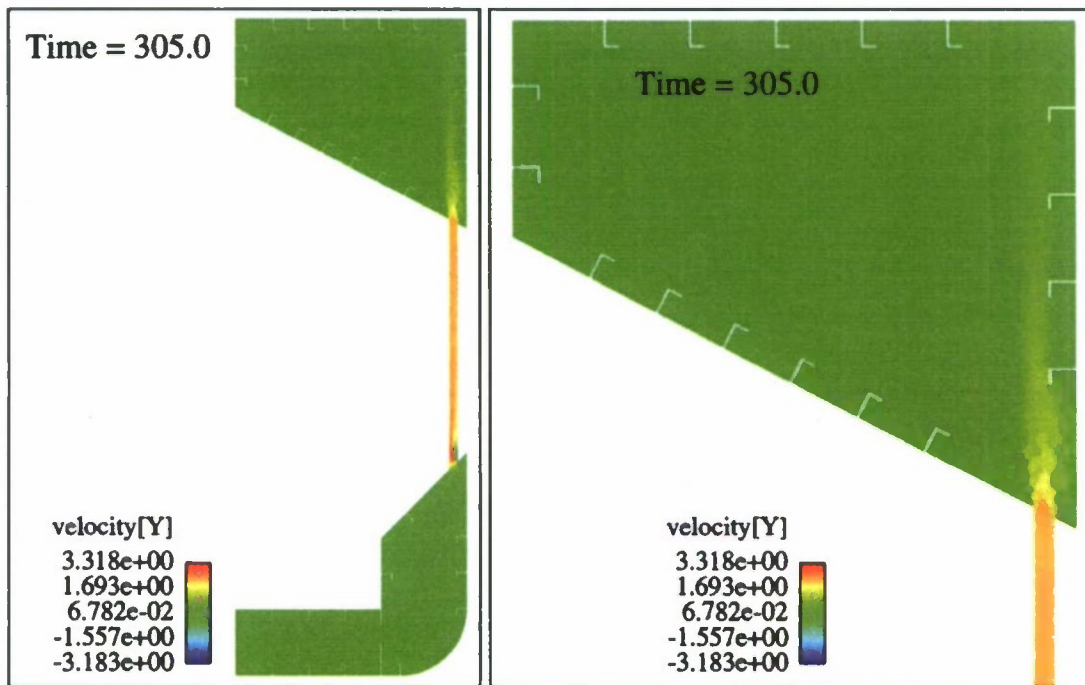 Time = 305.0
velocity[Y]
3.318e+00
1.693e+00
6.782e-02
-1.557e+00
-3.183e+00
Time = 305.0
velocity[Y]
3.318e+00
1.693e+00
6.782e-02
-1.557e+00
-3.183e+00